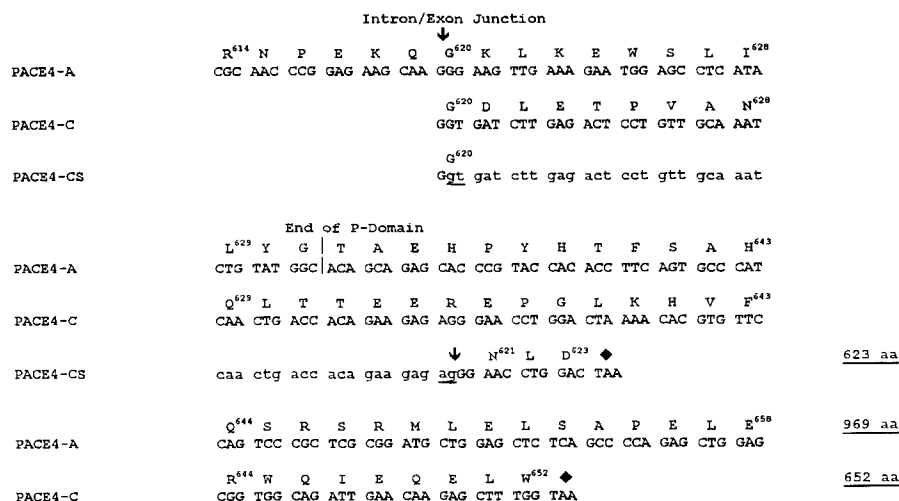 Intron/Exon Junction
↓
R⁶¹⁴ N P E K Q G⁶²⁰ K L K E W S L I⁶²⁸
PACE4-A CGC AAC CCG GAG AAG CAA GGG AAG TTG AAA GAA TGG AGC CTC ATA
G⁶²⁰ D L E T P V A N⁶²⁸
PACE4-C GGT GAT CTT GAG ACT CCT GTT GCA AAT
G⁶²⁰
PACE4-CS Ggt gat ctt gag act cct gtt gca aat
End of P-Domain
L⁶²⁹ Y G T A E H P Y H T F S A H⁶⁴³
PACE4-A CTG TAT GGC ACA GCA GAG CAC CCG TAC CAC ACC TTC AGT GCC CAT
Q⁶²⁹ L T T E E R E P G L K H V F⁶⁴³
PACE4-C CAA CTG ACC ACA GAA GAG AGG GAA CCT GGA CTA AAA CAC GTG TTC
↓ N⁶²¹ L D⁶²³ ◆ 623 aa
PACE4-CS caa ctg acc aca gaa gag agGG AACC TGG ACTAA
Q⁶⁴⁴ S R S R M L E L S A P E L E⁶⁵⁸ 969 aa
PACE4-A CAG TCC CGC TCG CGG ATG CTG GAG CTC TCA GCC CCA GAG CTG GAG
R⁶⁴⁴ W Q I E Q E L W⁶⁵² ◆ 652 aa
PACE4-C CGG TGG CAG ATT GAA CAA GAG CTT TGG TAA